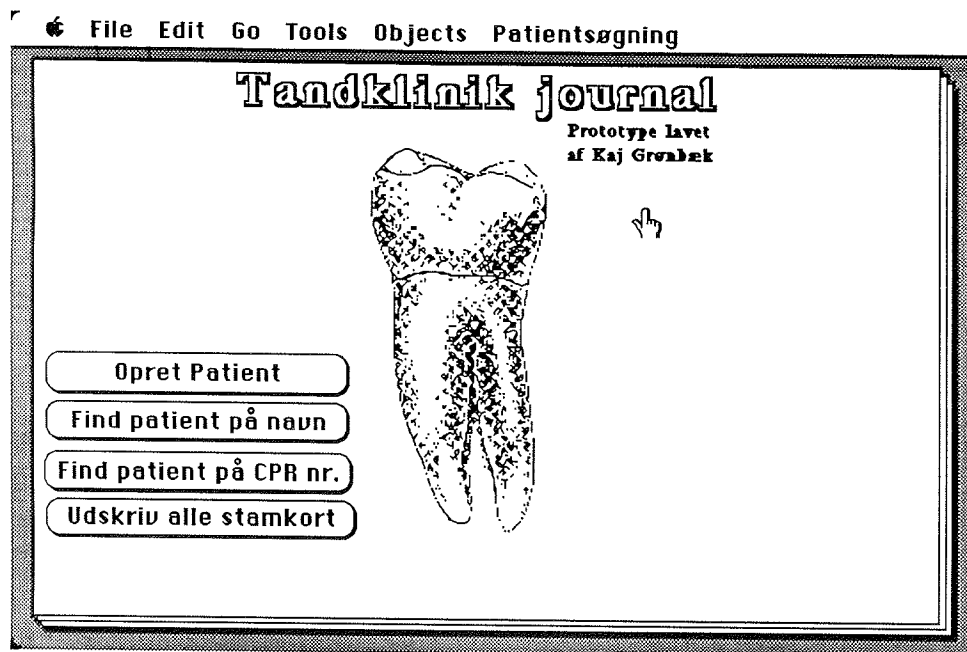 File Edit Go Tools Objects Patientsøgning
Tandklinik journal
Prototype lavet
af Kaj Grønbæk
Opret Patient
Find patient på navn
Find patient på CPR nr.
Udskriv alle stamkort